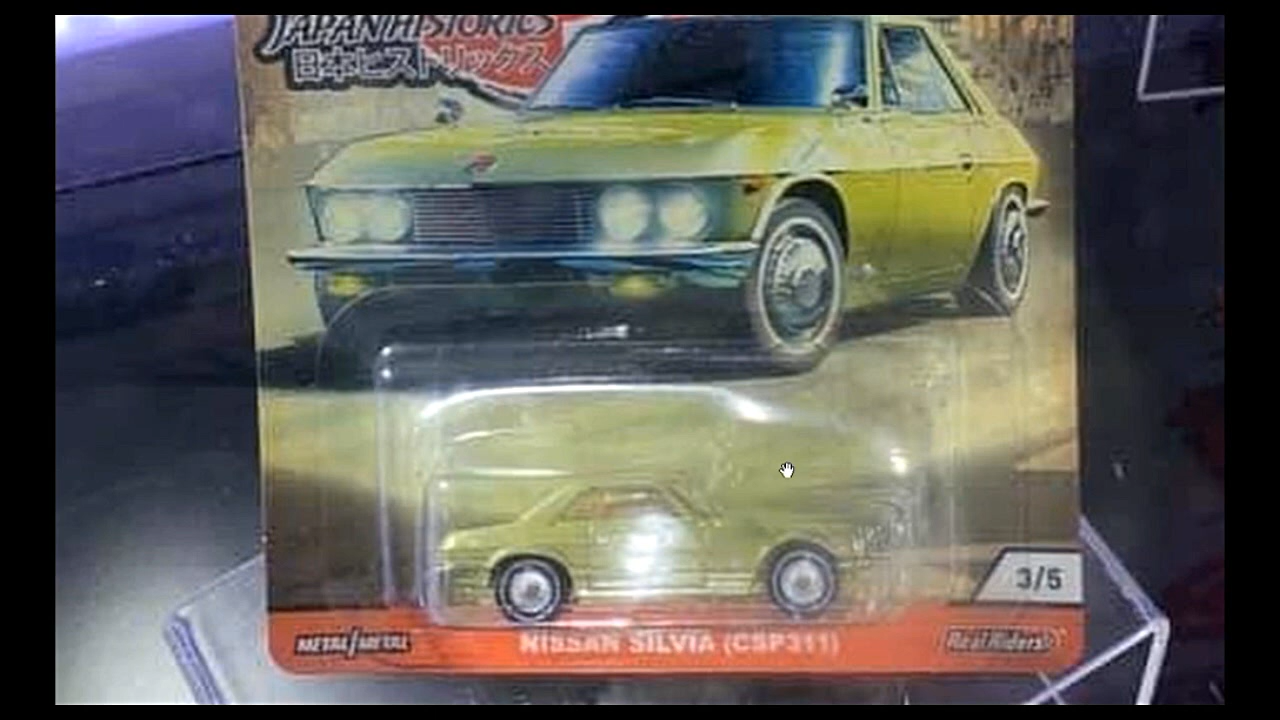 JAPAN HISTORICS
日本ヒストリックス
3/5
METAL/METAL
NISSAN SILVIA (CSP311)
Real Riders